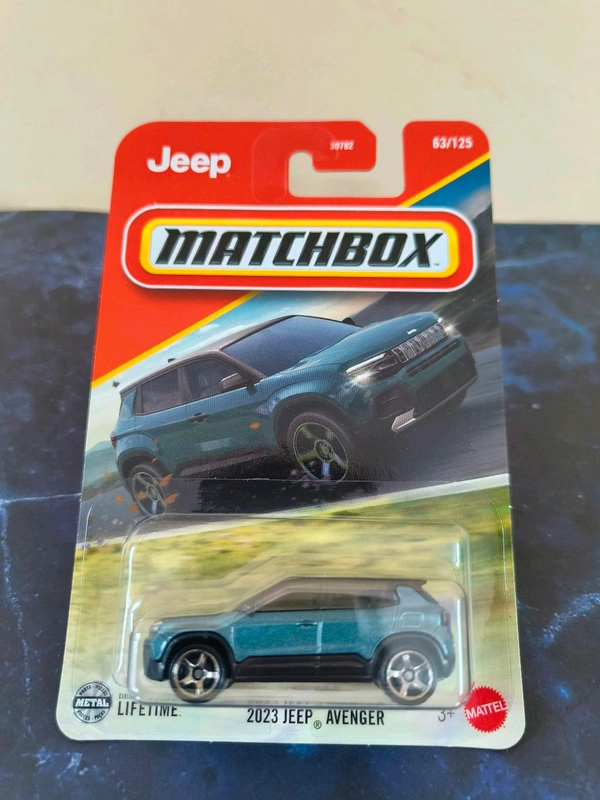 Jeep
30782
63/125
MATCHBOX
METAL
LIFETIME.
2023 JEEP® AVENGER
3+
MATTEL